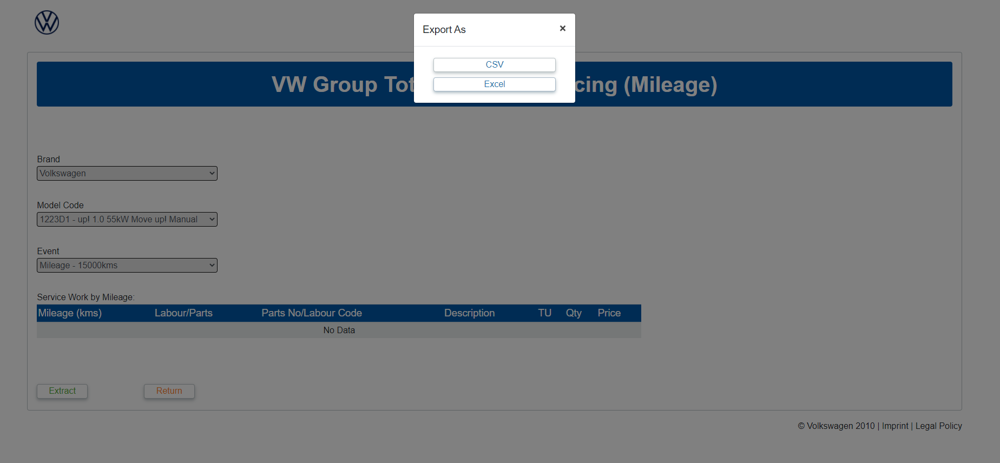 Export As ×
CSV
Excel
VW Group Tot cing (Mileage)
Brand
Volkswagen
Model Code
1223D1 - up! 1.0 55kW Move up! Manual
Event
Mileage - 15000kms
Service Work by Mileage:
Mileage (kms) Labour/Parts Parts No/Labour Code Description TU Qty Price
No Data
Extract Return
© Volkswagen 2010 | Imprint | Legal Policy